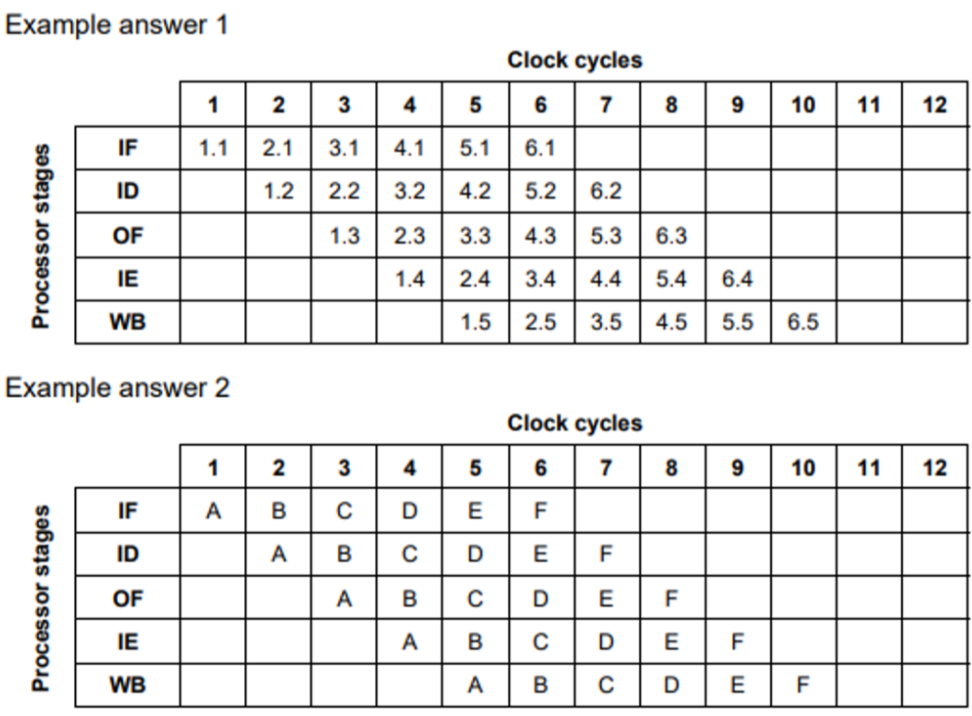 Example answer 1
Clock cycles
1 2 3 4 5 6 7 8 9 10 11 12
Processor stages
IF 1.1 2.1 3.1 4.1 5.1 6.1
ID 1.2 2.2 3.2 4.2 5.2 6.2
OF 1.3 2.3 3.3 4.3 5.3 6.3
IE 1.4 2.4 3.4 4.4 5.4 6.4
WB 1.5 2.5 3.5 4.5 5.5 6.5
Example answer 2
Clock cycles
1 2 3 4 5 6 7 8 9 10 11 12
Processor stages
IF A B C D E F
ID A B C D E F
OF A B C D E F
IE A B C D E F
WB A B C D E F